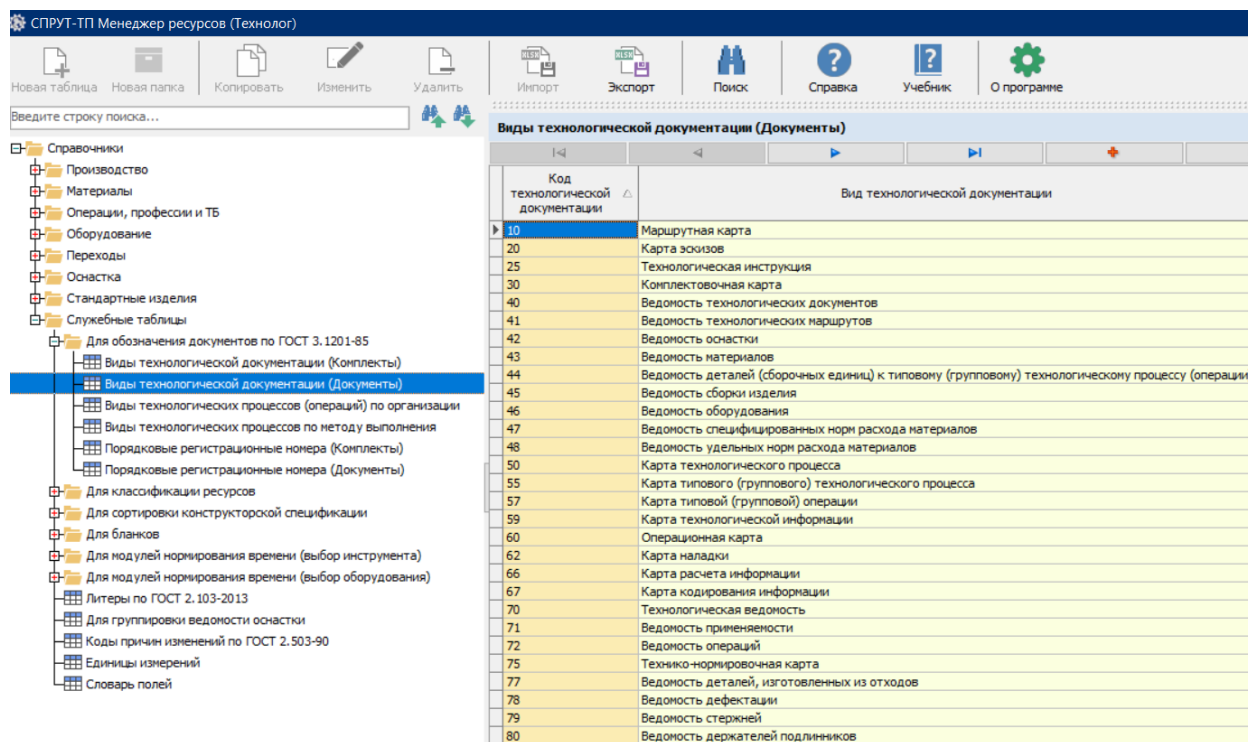 СПРУТ-ТП Менеджер ресурсов (Технолог)
Новая таблица Новая папка Копировать Изменить Удалить Импорт Экспорт Поиск Справка Учебник О программе
Введите строку поиска...
Справочники
Производство
Материалы
Операции, профессии и ТБ
Оборудование
Переходы
Оснастка
Стандартные изделия
Служебные таблицы
Для обозначения документов по ГОСТ 3.1201-85
Виды технологической документации (Комплекты)
Виды технологической документации (Документы)
Виды технологических процессов (операций) по организации
Виды технологических процессов по методу выполнения
Порядковые регистрационные номера (Комплекты)
Порядковые регистрационные номера (Документы)
Для классификации ресурсов
Для сортировки конструкторской спецификации
Для бланков
Для модулей нормирования времени (выбор инструмента)
Для модулей нормирования времени (выбор оборудования)
Литеры по ГОСТ 2.103-2013
Для группировки ведомости оснастки
Коды причин изменений по ГОСТ 2.503-90
Единицы измерений
Словарь полей
Виды технологической документации (Документы)
Код
технологической
документации
Вид технологической документации
10 Маршрутная карта
20 Карта эскизов
25 Технологическая инструкция
30 Комплектовочная карта
40 Ведомость технологических документов
41 Ведомость технологических маршрутов
42 Ведомость оснастки
43 Ведомость материалов
44 Ведомость деталей (сборочных единиц) к типовому (групповому) технологическому процессу (операции
45 Ведомость сборки изделия
46 Ведомость оборудования
47 Ведомость специфицированных норм расхода материалов
48 Ведомость удельных норм расхода материалов
50 Карта технологического процесса
55 Карта типового (группового) технологического процесса
57 Карта типовой (групповой) операции
59 Карта технологической информации
60 Операционная карта
62 Карта наладки
66 Карта расчета информации
67 Карта кодирования информации
70 Технологическая ведомость
71 Ведомость применяемости
72 Ведомость операций
75 Технико-нормировочная карта
77 Ведомость деталей, изготовленных из отходов
78 Ведомость дефектации
79 Ведомость стержней
80 Ведомость держателей подлинников